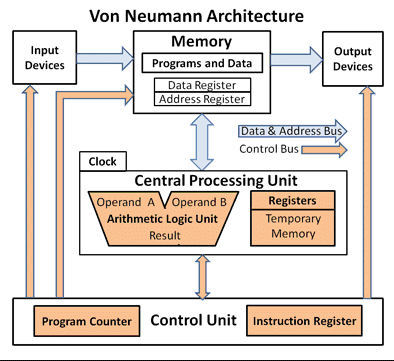 Von Neumann Architecture
Input
Devices
Memory
Programs and Data
Data Register
Address Register
Output
Devices
Data & Address Bus
Control Bus
Clock
Central Processing Unit
Operand A Operand B
Arithmetic Logic Unit
Result
Registers
Temporary
Memory
Program Counter
Control Unit
Instruction Register